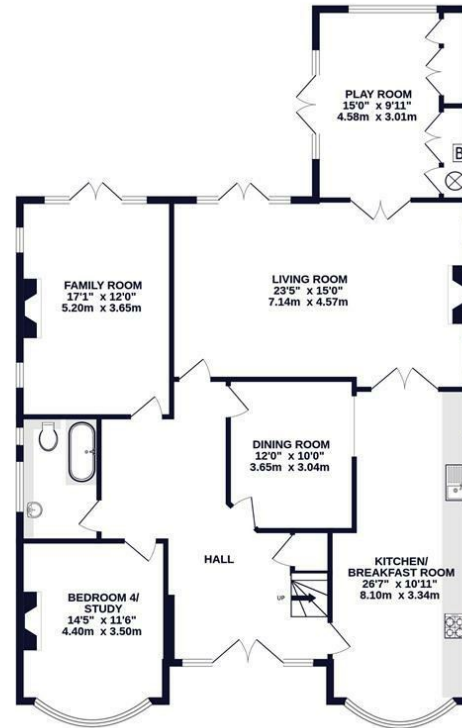 PLAY ROOM
15'0" x 9'11"
4.58m x 3.01m
B
FAMILY ROOM
17'1" x 12'0"
5.20m x 3.65m
LIVING ROOM
23'5" x 15'0"
7.14m x 4.57m
DINING ROOM
12'0" x 10'0"
3.65m x 3.04m
HALL
UP
KITCHEN/
BREAKFAST ROOM
26'7" x 10'11"
8.10m x 3.34m
BEDROOM 4/
STUDY
14'5" x 11'6"
4.40m x 3.50m